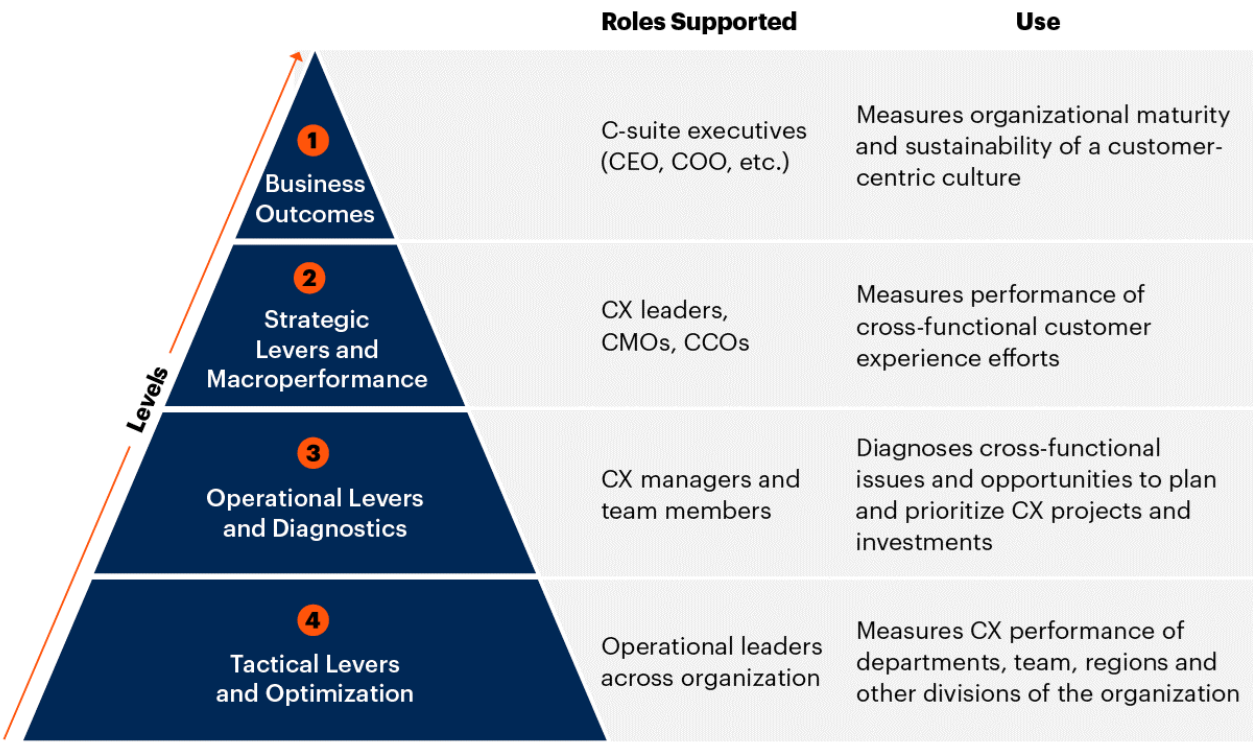 Roles Supported
Use
Levels
1
Business
Outcomes
C-suite executives
(CEO, COO, etc.)
Measures organizational maturity
and sustainability of a customer-
centric culture
2
Strategic
Levers and
Macroperformance
CX leaders,
CMOs, CCOs
Measures performance of
cross-functional customer
experience efforts
3
Operational Levers
and Diagnostics
CX managers and
team members
Diagnoses cross-functional
issues and opportunities to plan
and prioritize CX projects and
investments
4
Tactical Levers
and Optimization
Operational leaders
across organization
Measures CX performance of
departments, team, regions and
other divisions of the organization